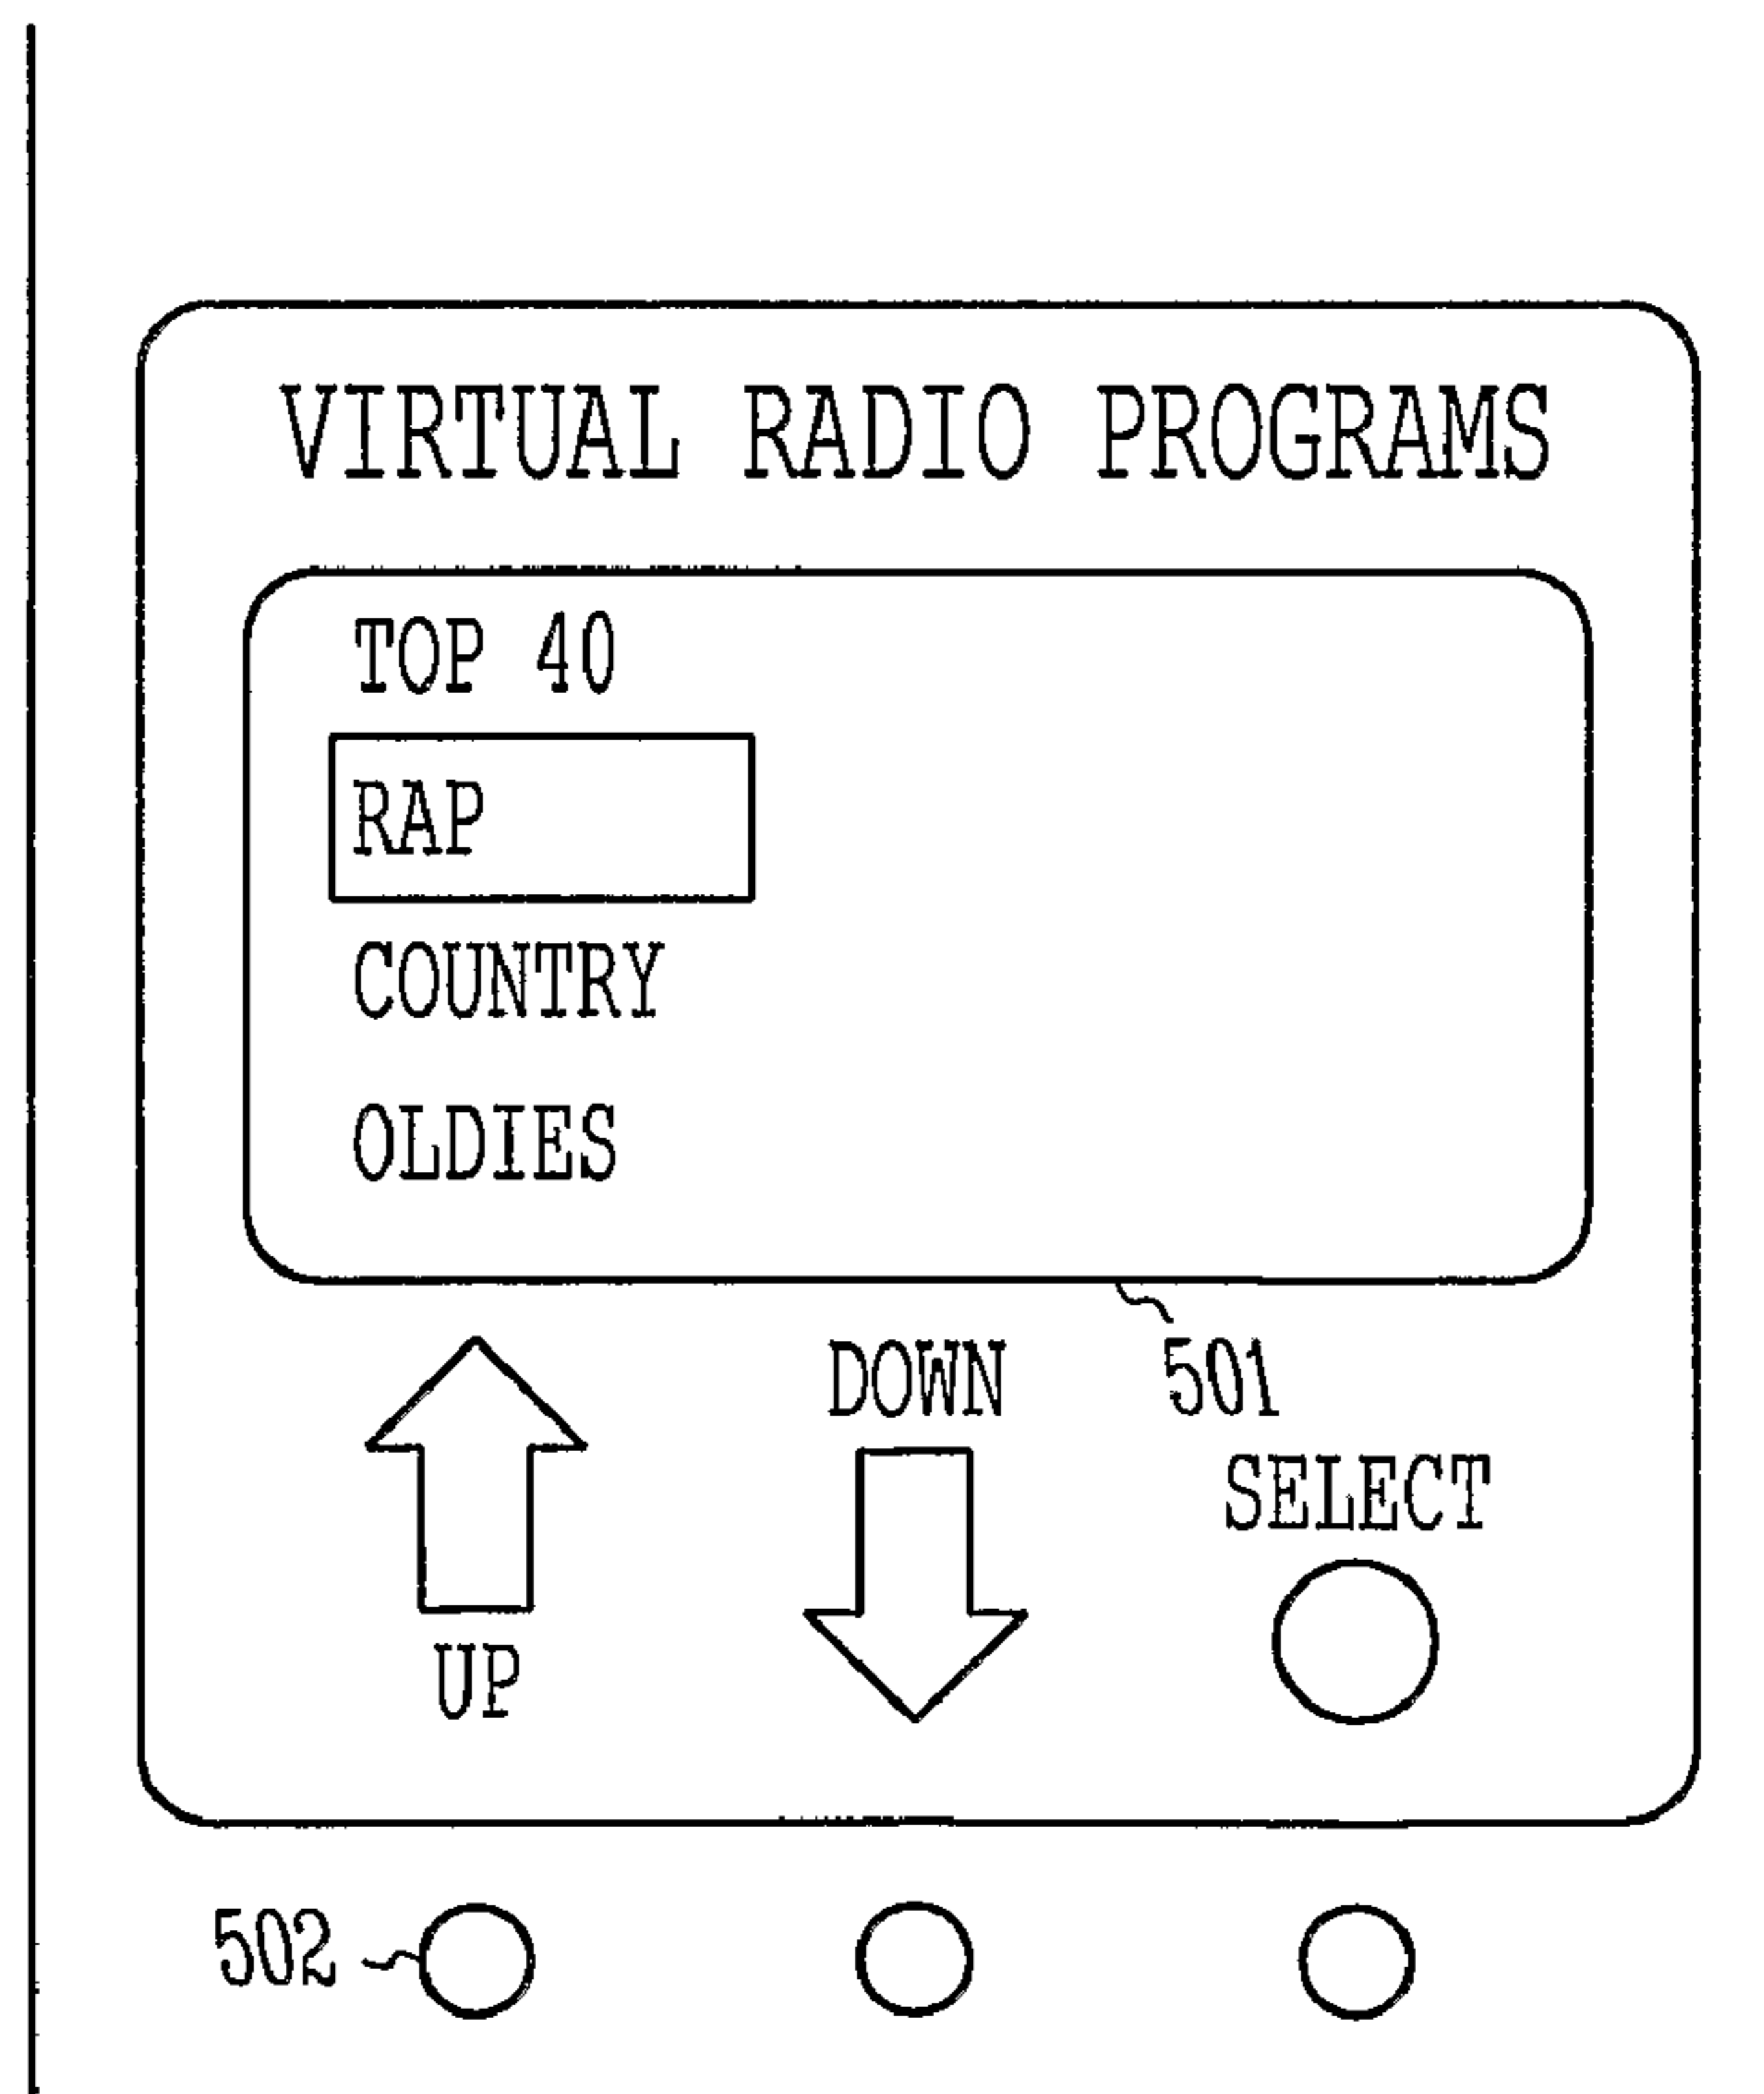 VIRTUAL RADIO PROGRAMS
TOP 40
RAP
COUNTRY
OLDIES
DOWN
501
SELECT
UP
502